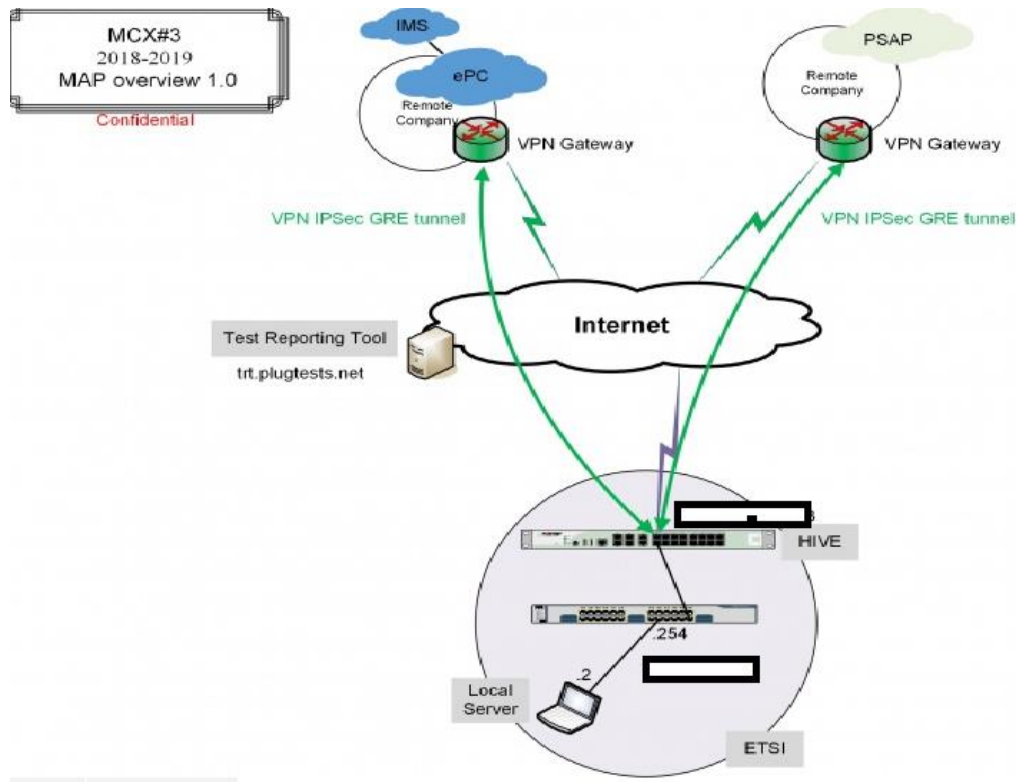 MCX#3
2018-2019
MAP overview 1.0
Confidential
IMS
ePC
Remote
Company
VPN Gateway
PSAP
Remote
Company
VPN Gateway
VPN IPSec GRE tunnel
VPN IPSec GRE tunnel
Internet
Test Reporting Tool
trt.plugtests.net
HIVE
.254
.2
Local
Server
ETSI